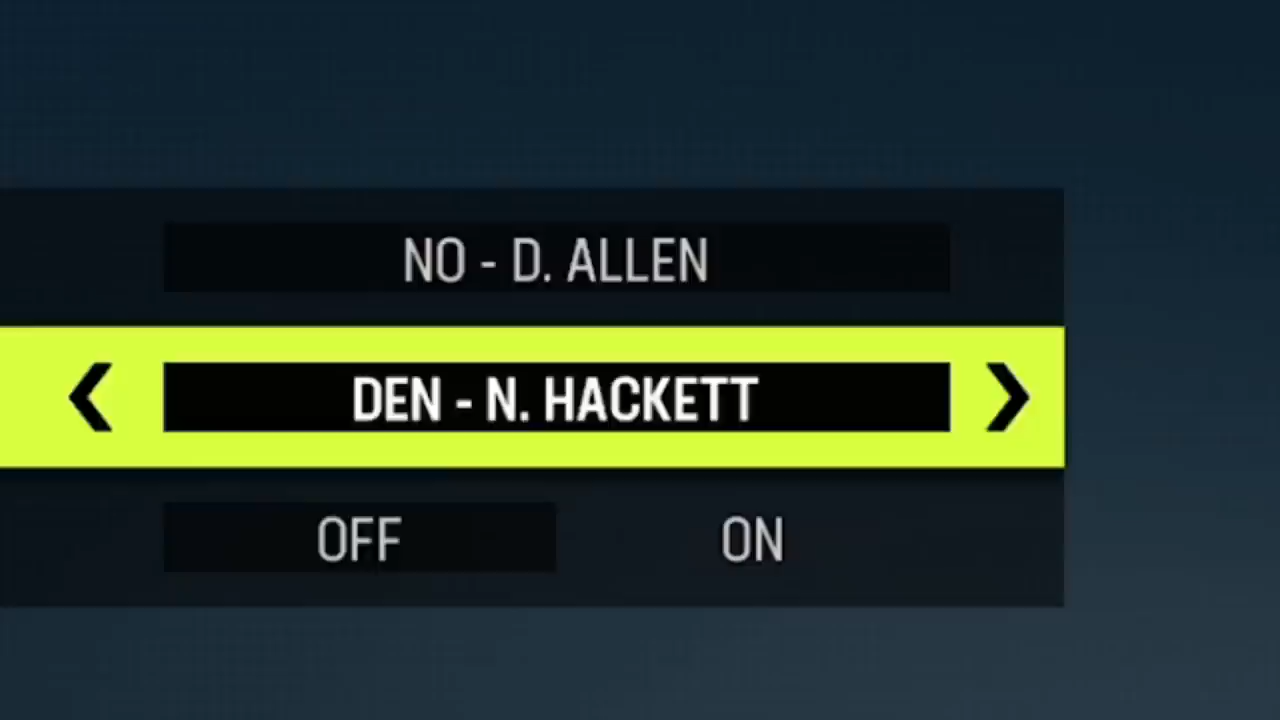 NO - D. ALLEN
DEN - N. HACKETT
OFF ON